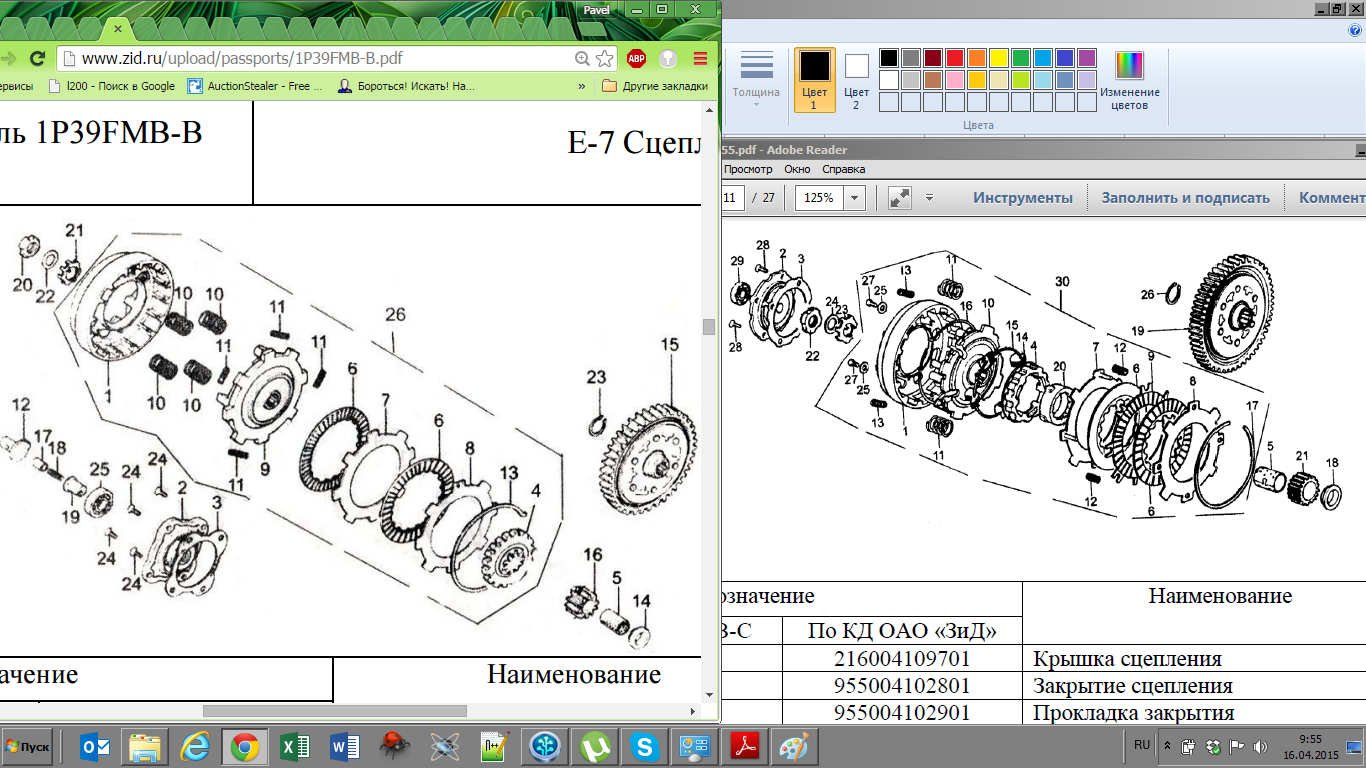 Pavel
www.zid.ru/upload/passports/1P39FMB-B.pdf
ABP
ервисы
l200 - Поиск в Google
AuctionStealer - Free ...
Бороться! Искать! На...
»
Другие закладки
ль 1P39FMB-B
Е-7 Сцепл
21
20
22
10
10
11
11
26
1
11
10
10
6
7
15
23
12
17
18
25
24
24
11
9
6
8
13
4
19
2
3
24
24
16
5
14
ачение
Наименование
Толщина
Цвет
1
Цвет
2
Изменение
цветов
Цвета
55.pdf - Adobe Reader
Просмотр Окно Справка
11 / 27
125%
Инструменты
Заполнить и подписать
Коммент
28
2
3
29
27
25
13
11
16
10
30
26
24
23
15
14
4
19
28
22
20
7
12
6
9
8
27
25
17
13
1
11
5
21
18
12
6
означение
Наименование
В-С
По КД ОАО «ЗиД»
216004109701
Крышка сцепления
955004102801
Закрытие сцепления
955004102901
Прокладка закрытия
Пуск
RU
9:55
16.04.2015